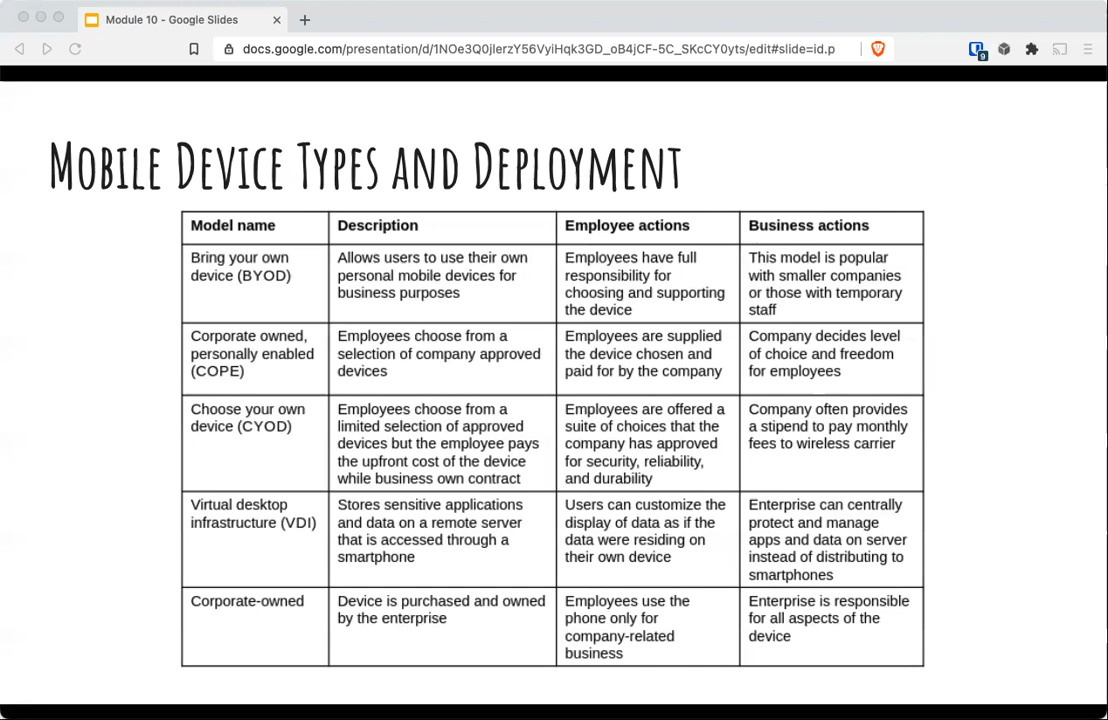 Module 10 - Google Slides
docs.google.com/presentation/d/1NOe3Q0jlerzY56VyiHqk3GD_oB4jCF-5C_SKcCY0yts/edit#slide=id.p
9
Mobile Device Types and Deployment
Model name
Description
Employee actions
Business actions
Bring your own
device (BYOD)
Allows users to use their own
personal mobile devices for
business purposes
Employees have full
responsibility for
choosing and supporting
the device
This model is popular
with smaller companies
or those with temporary
staff
Corporate owned,
personally enabled
(COPE)
Employees choose from a
selection of company approved
devices
Employees are supplied
the device chosen and
paid for by the company
Company decides level
of choice and freedom
for employees
Choose your own
device (CYOD)
Employees choose from a
limited selection of approved
devices but the employee pays
the upfront cost of the device
while business own contract
Employees are offered a
suite of choices that the
company has approved
for security, reliability,
and durability
Company often provides
a stipend to pay monthly
fees to wireless carrier
Virtual desktop
infrastructure (VDI)
Stores sensitive applications
and data on a remote server
that is accessed through a
smartphone
Users can customize the
display of data as if the
data were residing on
their own device
Enterprise can centrally
protect and manage
apps and data on server
instead of distributing to
smartphones
Corporate-owned
Device is purchased and owned
by the enterprise
Employees use the
phone only for
company-related
business
Enterprise is responsible
for all aspects of the
device